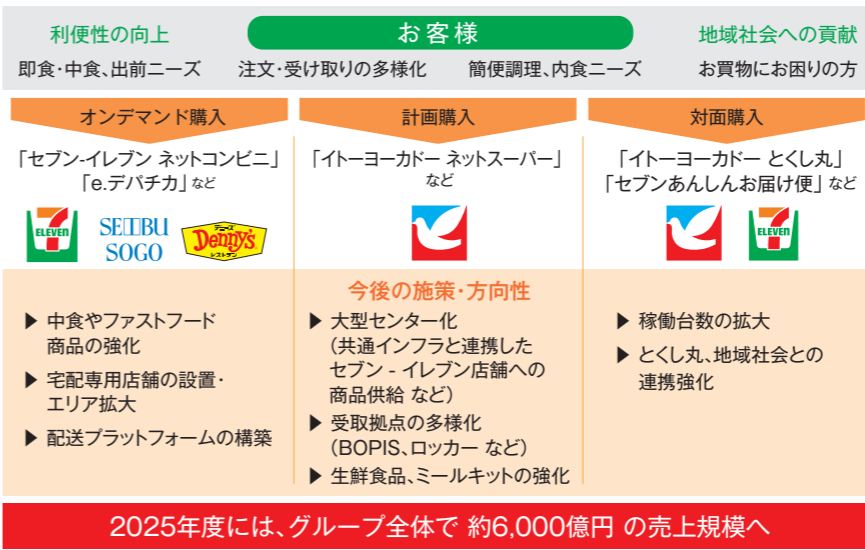 利便性の向上
お客様
地域社会への貢献
即食・中食、出前ニーズ
注文・受け取りの多様化
簡便調理、内食ニーズ
お買物にお困りの方
オンデマンド購入
「セブン-イレブン ネットコンビニ」
「e.デパチカ」など
7
ELEVEN
SEIBU
SOGO
デニーズ
Denny's
レストラン
計画購入
「イトーヨーカドー ネットスーパー」
など
対面購入
「イトーヨーカドー とくし丸」
「セブンあんしんお届け便」など
7
ELEVEN
今後の施策・方向性
▶ 中食やファストフード
商品の強化
▶ 宅配専用店舗の設置・
エリア拡大
▶ 配送プラットフォームの構築
▶ 大型センター化
(共通インフラと連携した
セブン - イレブン店舗への
商品供給 など)
▶ 受取拠点の多様化
(BOPIS、ロッカー など)
▶ 生鮮食品、ミールキットの強化
▶ 稼働台数の拡大
▶ とくし丸、地域社会との
連携強化
2025年度には、グループ全体で 約6,000億円 の売上規模へ